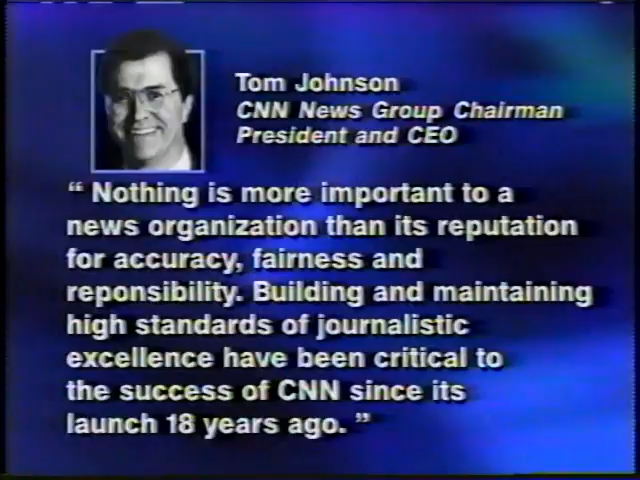 Tom Johnson
CNN News Group Chairman
President and CEO
“ Nothing is more important to a
news organization than its reputation
for accuracy, fairness and
reponsibility. Building and maintaining
high standards of journalistic
excellence have been critical to
the success of CNN since its
launch 18 years ago. ”